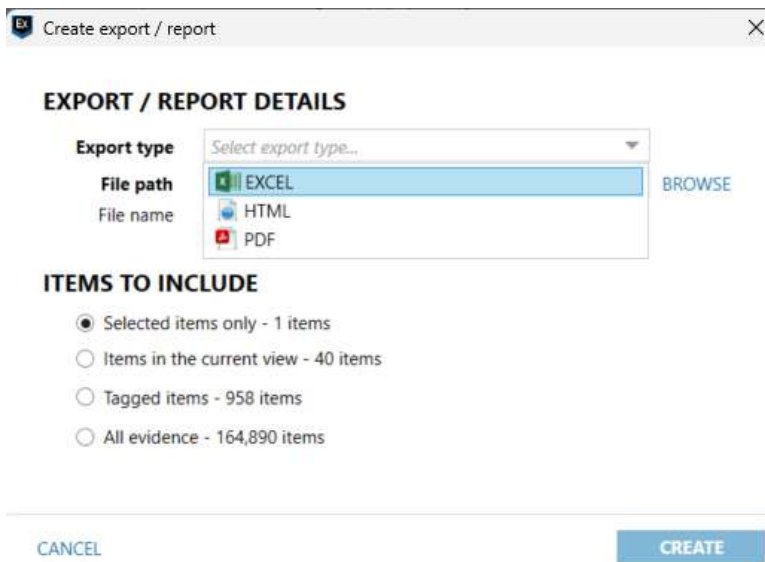 EX Create export / report
EXPORT / REPORT DETAILS
Export type Select export type...
File path EXCEL BROWSE
File name HTML
PDF
ITEMS TO INCLUDE
Selected items only - 1 items
Items in the current view - 40 items
Tagged items - 958 items
All evidence - 164,890 items
CANCEL CREATE